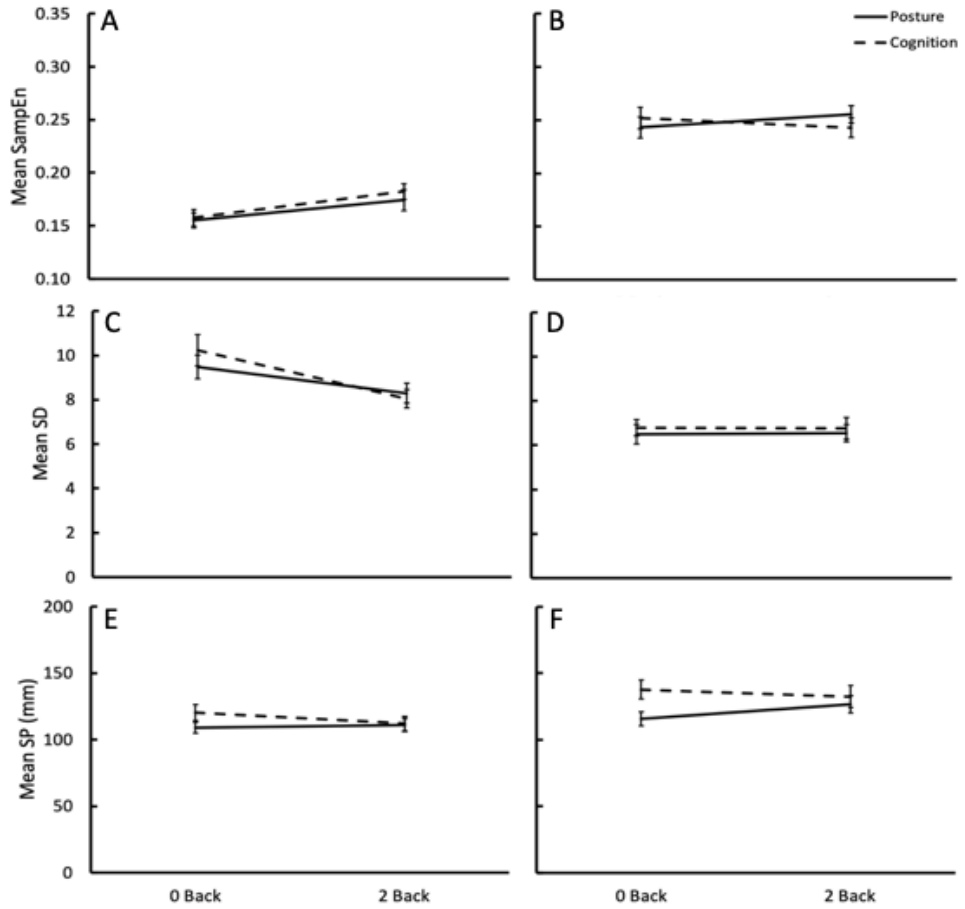 A
B
Posture
Cognition
Mean SampEn
0.35
0.30
0.25
0.20
0.15
0.10
C
D
Mean SD
12
10
8
6
4
2
0
E
F
Mean SP (mm)
200
150
100
50
0
0 Back
2 Back
0 Back
2 Back